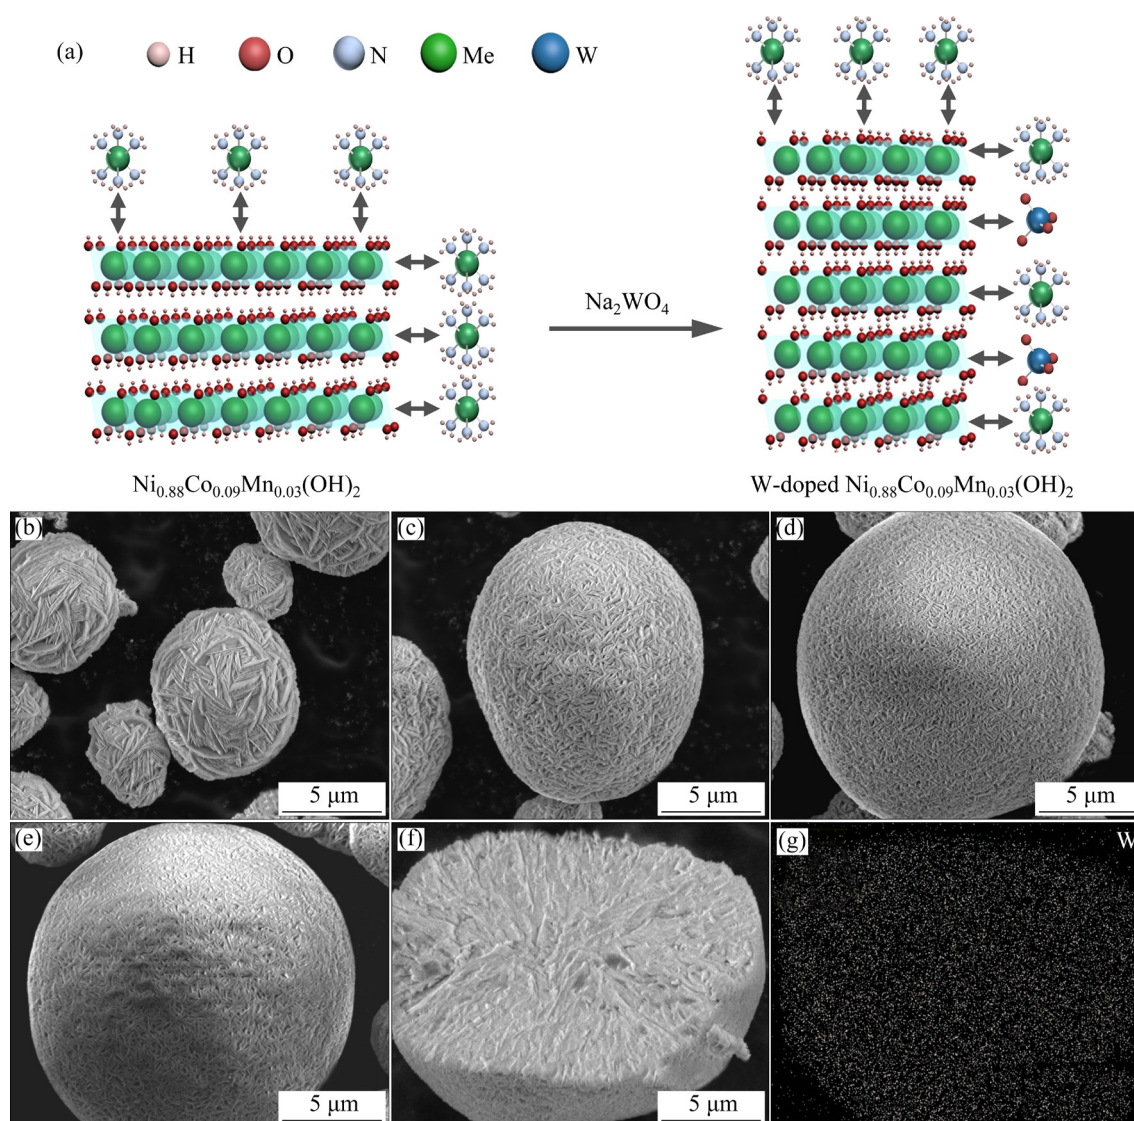 (a) H O N Me W
Na₂WO₄
Ni₀.₈₈Co₀.₀₉Mn₀.₀₃(OH)₂
W-doped Ni₀.₈₈Co₀.₀₉Mn₀.₀₃(OH)₂
(b)
5 μm
(c)
5 μm
(d)
5 μm
(e)
5 μm
(f)
5 μm
(g)
W